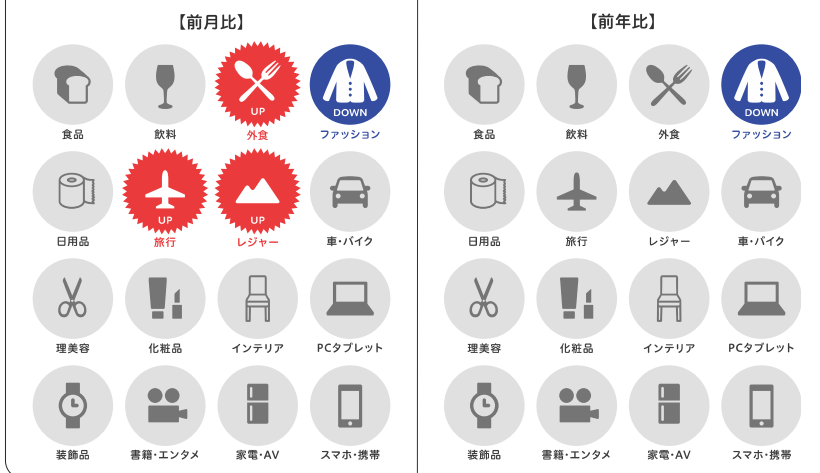 【前月比】
UP
DOWN
食品
飲料
外食
ファッション
UP
UP
日用品
旅行
レジャー
車・バイク
理美容
化粧品
インテリア
PCタブレット
装飾品
書籍・エンタメ
家電・AV
スマホ・携帯
【前年比】
DOWN
食品
飲料
外食
ファッション
日用品
旅行
レジャー
車・バイク
理美容
化粧品
インテリア
PCタブレット
装飾品
書籍・エンタメ
家電・AV
スマホ・携帯